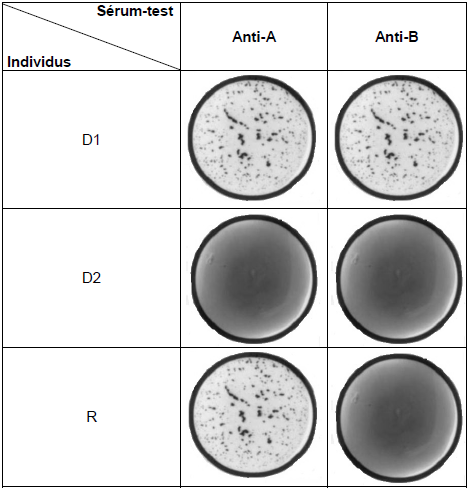 Sérum-test
Individus
Anti-A
Anti-B
D1
D2
R